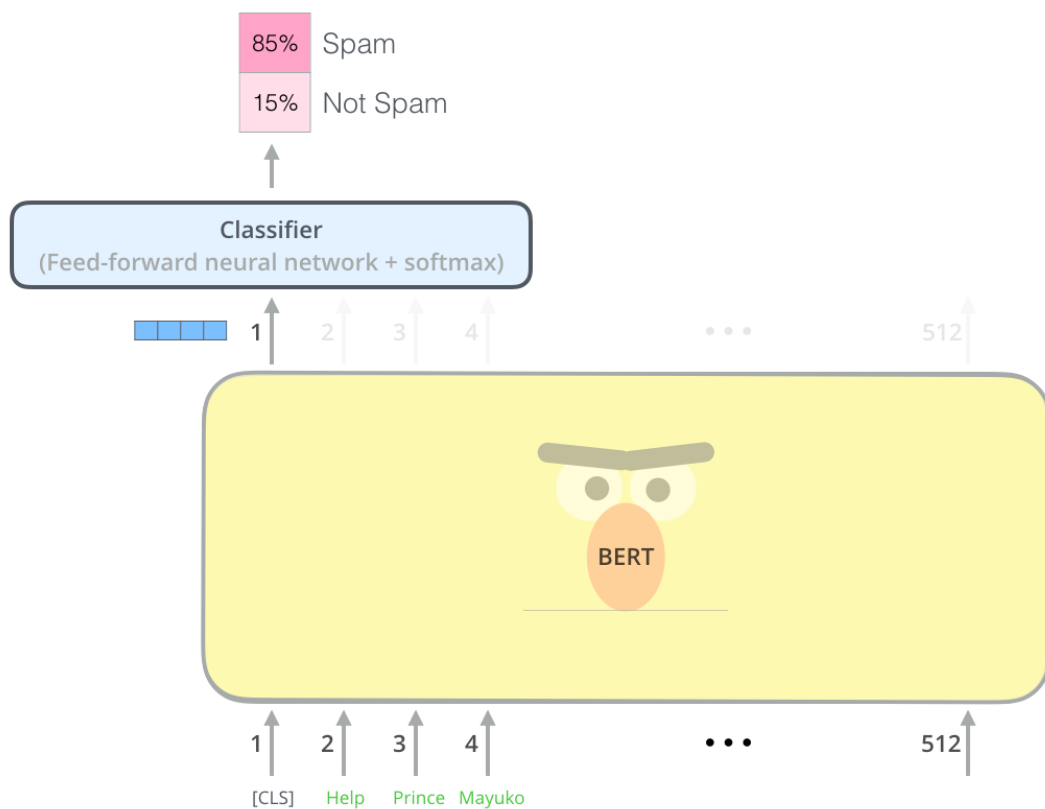 85% Spam
15% Not Spam
Classifier
(Feed-forward neural network + softmax)
1 2 3 4 ••• 512
BERT
1 2 3 4 ••• 512
[CLS] Help Prince Mayuko